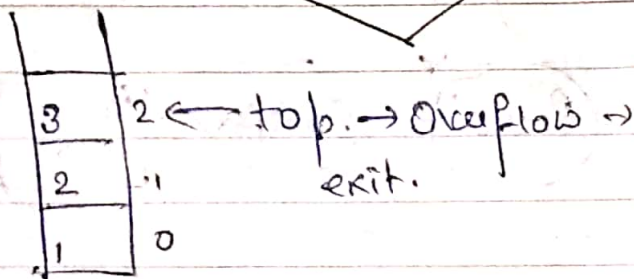 3 2 ← top. → Overflow →
2 1 exit.
1 0